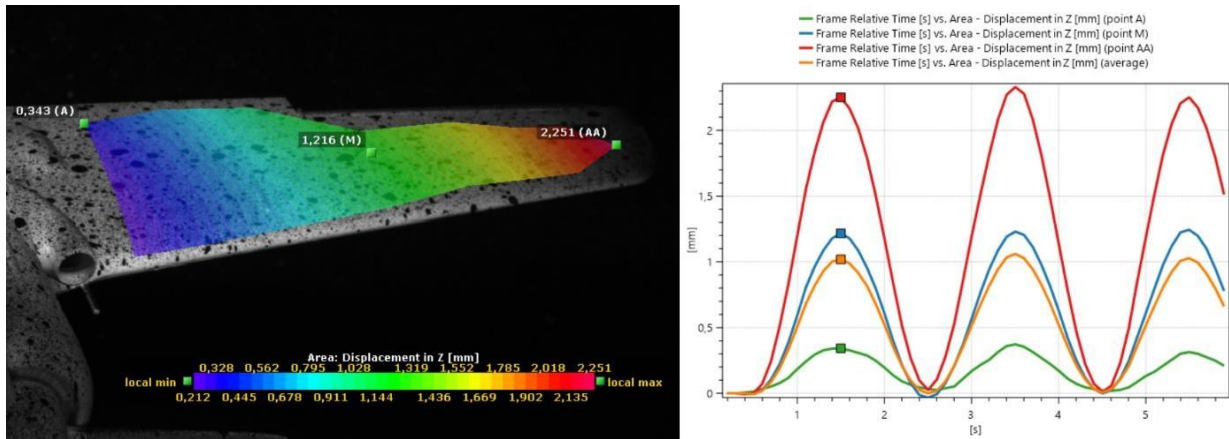 0,343 (A)
1,216 (M)
2,251 (AA)
Area: Displacement in Z [mm]
0,328 0,562 0,795 1,028 1,319 1,552 1,785 2,018 2,251
local min local max
0,212 0,445 0,678 0,911 1,144 1,436 1,669 1,902 2,135
Frame Relative Time [s] vs. Area - Displacement in Z [mm] (point A)
Frame Relative Time [s] vs. Area - Displacement in Z [mm] (point M)
Frame Relative Time [s] vs. Area - Displacement in Z [mm] (point AA)
Frame Relative Time [s] vs. Area - Displacement in Z [mm] (average)
2
1,5
[mm]
1
0,5
0
1 2 3 4 5
[s]